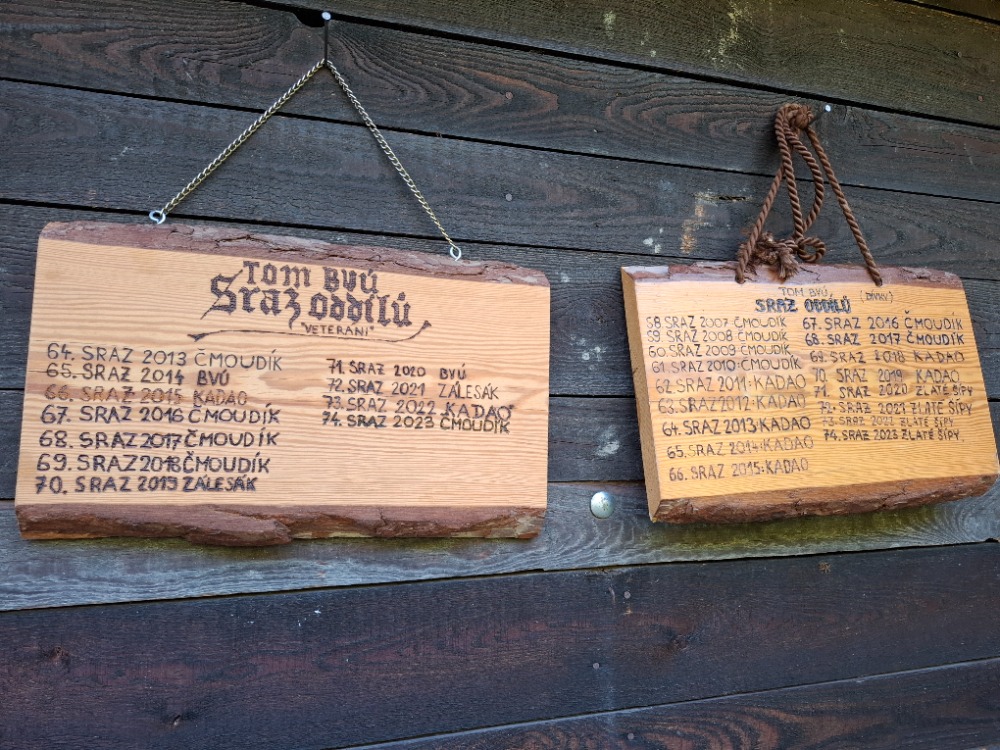 TOM BVÚ
Sraz oddílů
"VETERÁNI"
64. SRAZ 2013 ČMOUDÍK
65. SRAZ 2014 BVÚ
66. SRAZ 2015 KADAO
67. SRAZ 2016 ČMOUDÍK
68. SRAZ 2017 ČMOUDÍK
69. SRAZ 2018 ČMOUDÍK
70. SRAZ 2019 ZÁLESÁK
71. SRAZ 2020 BVÚ
72. SRAZ 2021 ZÁLESÁK
73. SRAZ 2022 KADAO
74. SRAZ 2023 ČMOUDÍK
TOM BVÚ, (DÍVKY)
SRAZ ODDÍLŮ
58 SRAZ 2007 ČMOUDÍK
59. SRAZ 2008 ČMOUDÍK
60. SRAZ 2009 ČMOUDÍK
61. SRAZ 2010: ČMOUDÍK
62 SRAZ 2011: KADAO
63. SRAZ 2012: KADAO
64. SRAZ 2013 KADAO
65. SRAZ 2014: KADAO
66. SRAZ 2015: KADAO
67. SRAZ 2016 ČMOUDÍK
68. SRAZ 2017 ČMOUDÍK
69. SRAZ 2018 KADAO
70 SRAZ 2019 KADAO
71. SRAZ 2020 ZLATÉ ŠÍPY
72. SRAZ 2021 ZLATÉ ŠÍPY
73. SRAZ 2022 ZLATÉ ŠÍPY
74. SRAZ 2023 ZLATÉ ŠÍPY